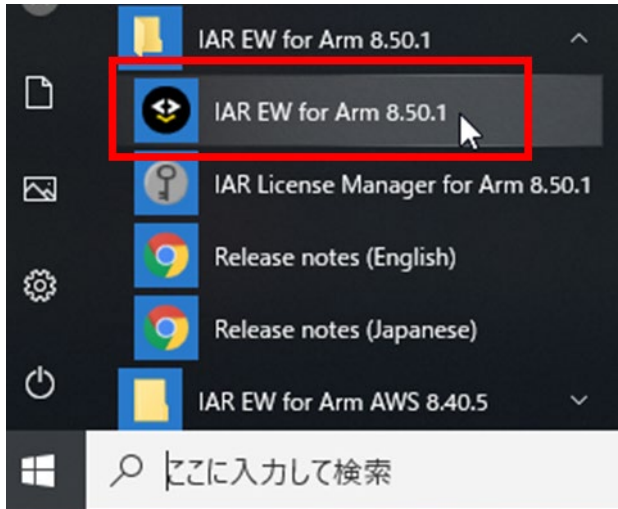 IAR EW for Arm 8.50.1
IAR EW for Arm 8.50.1
IAR License Manager for Arm 8.50.1
Release notes (English)
Release notes (Japanese)
IAR EW for Arm AWS 8.40.5
ここに入力して検索